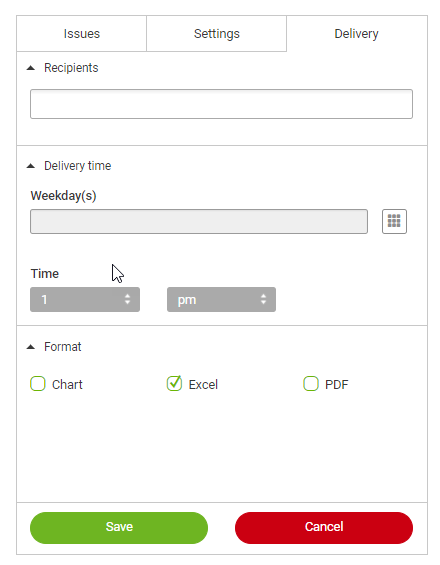 Issues Settings Delivery
Recipients
Delivery time
Weekday(s)
Time
1 pm
Format
Chart Excel PDF
Save Cancel